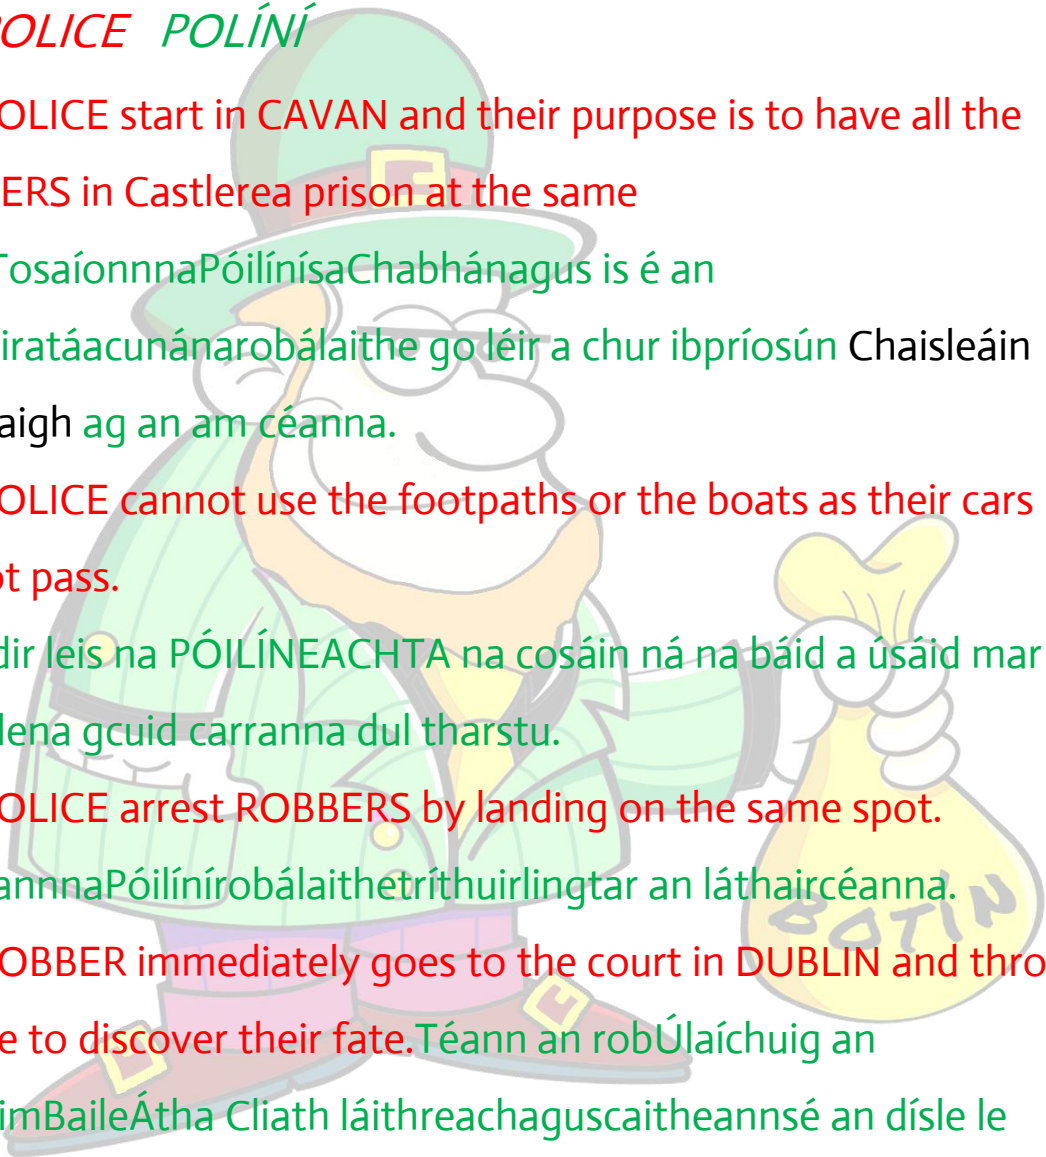 OLICE POLÍNÍ
OLICE start in CAVAN and their purpose is to have all the
ERS in Castlerea prison at the same
TosaíonnnaPóilínísaChabhánagus is é an
iratáacunánarobálaithe go léir a chur ibpríosún Chaisleáin
aigh ag an am céanna.
OLICE cannot use the footpaths or the boats as their cars
ot pass.
dir leis na PÓILÍNEACHTA na cosáin ná na báid a úsáid mar
lena gcuid carranna dul tharstu.
OLICE arrest ROBBERS by landing on the same spot.
annnaPóilínírobálaithetríthuirlingtar an láthaircéanna.
BOTÍN
OBBER immediately goes to the court in DUBLIN and thro
e to discover their fate.Téann an robÚlaíchuig an
imBaileÁtha Cliath láithreachaguscaitheannsé an dísle le